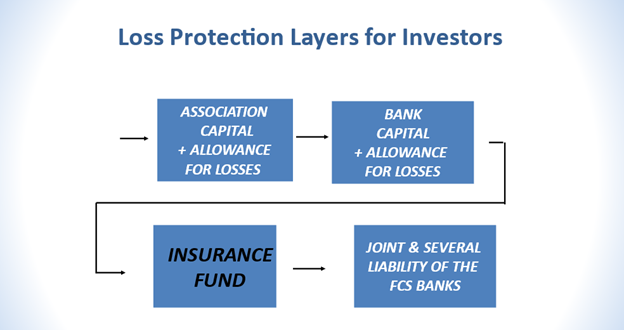 Loss Protection Layers for Investors
ASSOCIATION
CAPITAL
+ ALLOWANCE
FOR LOSSES
BANK
CAPITAL
+ ALLOWANCE
FOR LOSSES
INSURANCE
FUND
JOINT & SEVERAL
LIABILITY OF THE
FCS BANKS